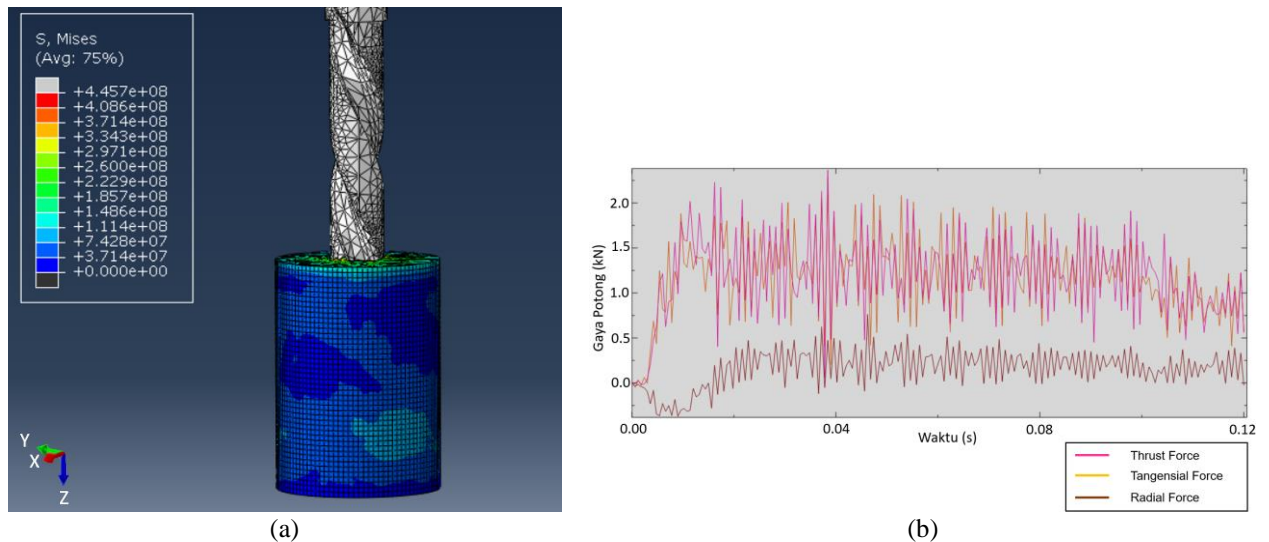 S, Mises
(Avg: 75%)
+4.457e+08
+4.086e+08
+3.714e+08
+3.343e+08
+2.971e+08
+2.600e+08
+2.229e+08
+1.857e+08
+1.486e+08
+1.114e+08
+7.428e+07
+3.714e+07
+0.000e+00
Y
X
Z
(a)
Gaya Potong (kN)
2.0
1.5
1.0
0.5
0.0
0.00
0.04
0.08
0.12
Waktu (s)
Thrust Force
Tangensial Force
Radial Force
(b)